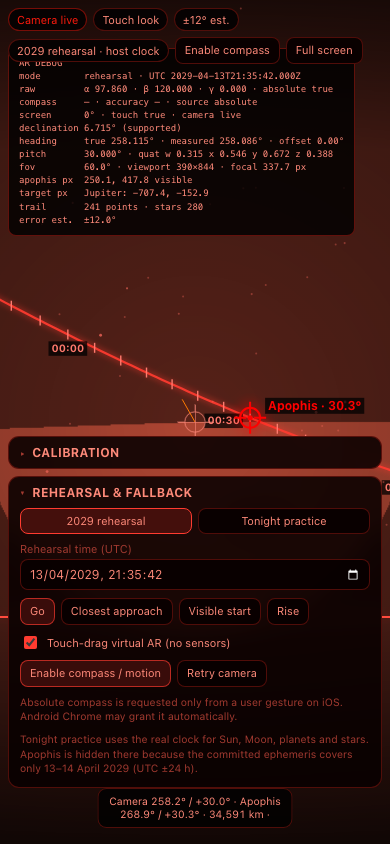 Camera live
Touch look
±12° est.
2029 rehearsal · host clock
Enable compass
Full screen
AR DEBUG
mode rehearsal · UTC 2029-04-13T21:35:42.000Z
raw α 97.860 · β 120.000 · γ 0.000 · absolute true
compass — · accuracy — · source absolute
screen 0° · touch true · camera live
declination 6.715° (supported)
heading true 258.115° · measured 258.086° · offset 0.00°
pitch 30.000° · quat w 0.315 x 0.546 y 0.672 z 0.388
fov 60.0° · viewport 390×844 · focal 337.7 px
apophis px 250.1, 417.8 visible
target px Jupiter: -707.4, -152.9
trail 241 points · stars 280
error est. ±12.0°
00:00
Apophis · 30.3°
00:30
CALIBRATION
REHEARSAL & FALLBACK
2029 rehearsal
Tonight practice
Rehearsal time (UTC)
13/04/2029, 21:35:42
Go
Closest approach
Visible start
Rise
Touch-drag virtual AR (no sensors)
Enable compass / motion
Retry camera
Absolute compass is requested only from a user gesture on iOS.
Android Chrome may grant it automatically.
Tonight practice uses the real clock for Sun, Moon, planets and stars.
Apophis is hidden there because the committed ephemeris covers
only 13–14 April 2029 (UTC ±24 h).
Camera 258.2° / +30.0° · Apophis
268.9° / +30.3° · 34,591 km ·